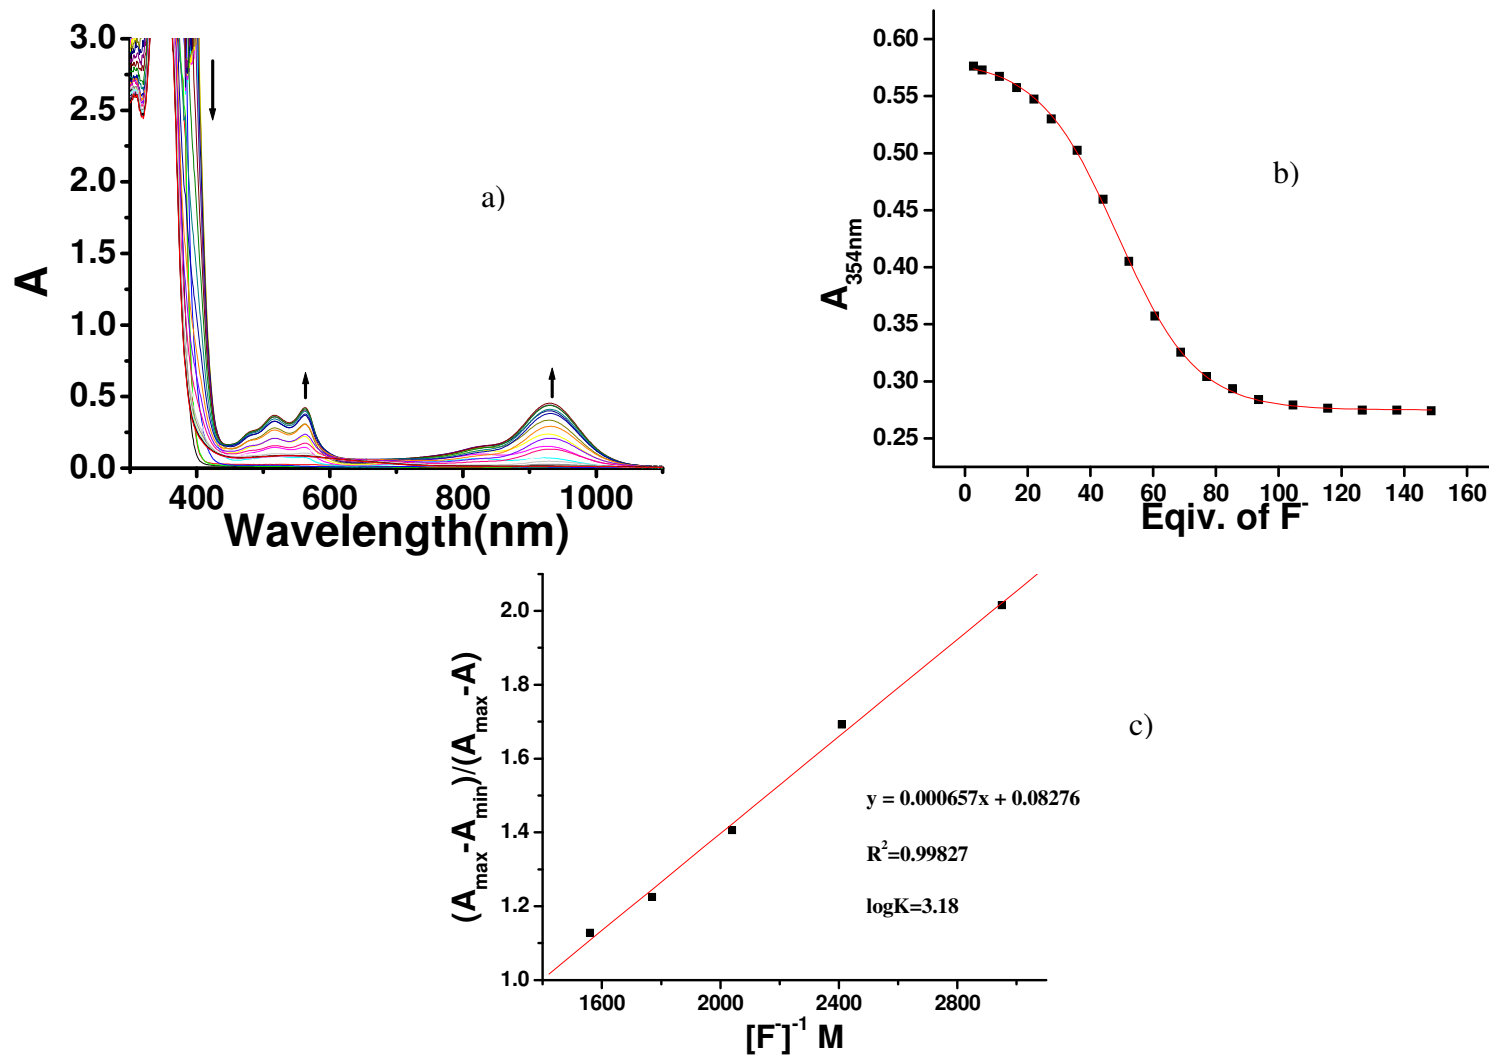 3.0
2.5
2.0
1.5
1.0
0.5
0.0
A
400 600 800 1000
Wavelength(nm)
a)
0.60
0.55
0.50
0.45
0.40
0.35
0.30
0.25
A354nm
0 20 40 60 80 100 120 140 160
Eqiv. of F-
b)
2.0
1.8
1.6
1.4
1.2
1.0
(Amax-Amin)/(Amax-A)
1600 2000 2400 2800
[F-]-1 M
c)
y = 0.000657x + 0.08276
R2=0.99827
logK=3.18